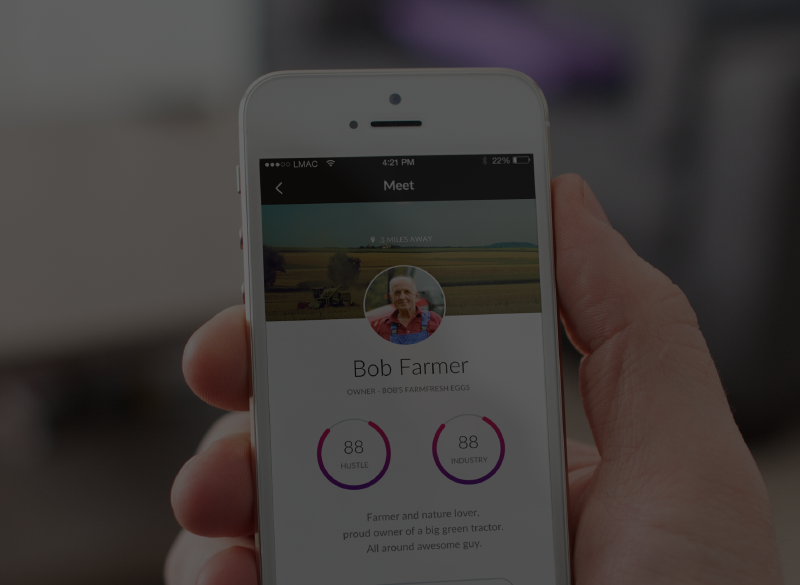 LMAC 4:21 PM 22%
Meet
3 MILES AWAY
Bob Farmer
OWNER - BOB'S FARMFRESH EGGS
88 88
HUSTLE INDUSTRY
Farmer and nature lover,
proud owner of a big green tractor.
All around awesome guy.